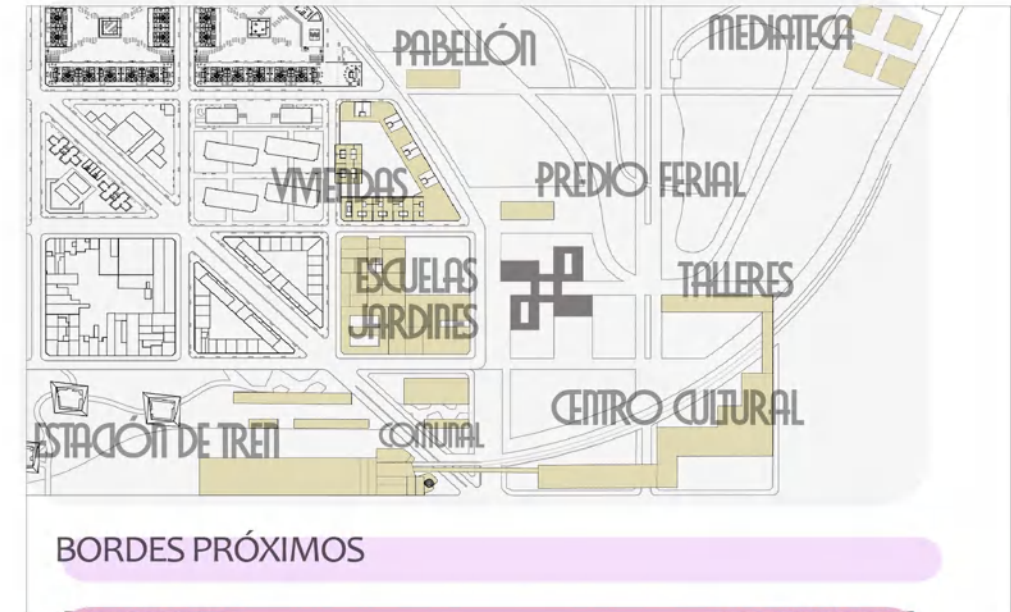 PABELLÓN
MEDIATECA
VIVIENDAS
PREDIO FERIAL
ESCUELAS
JARDINES
TALLERES
CENTRO CULTURAL
ESTACIÓN DE TREN
COMUNAL
BORDES PRÓXIMOS